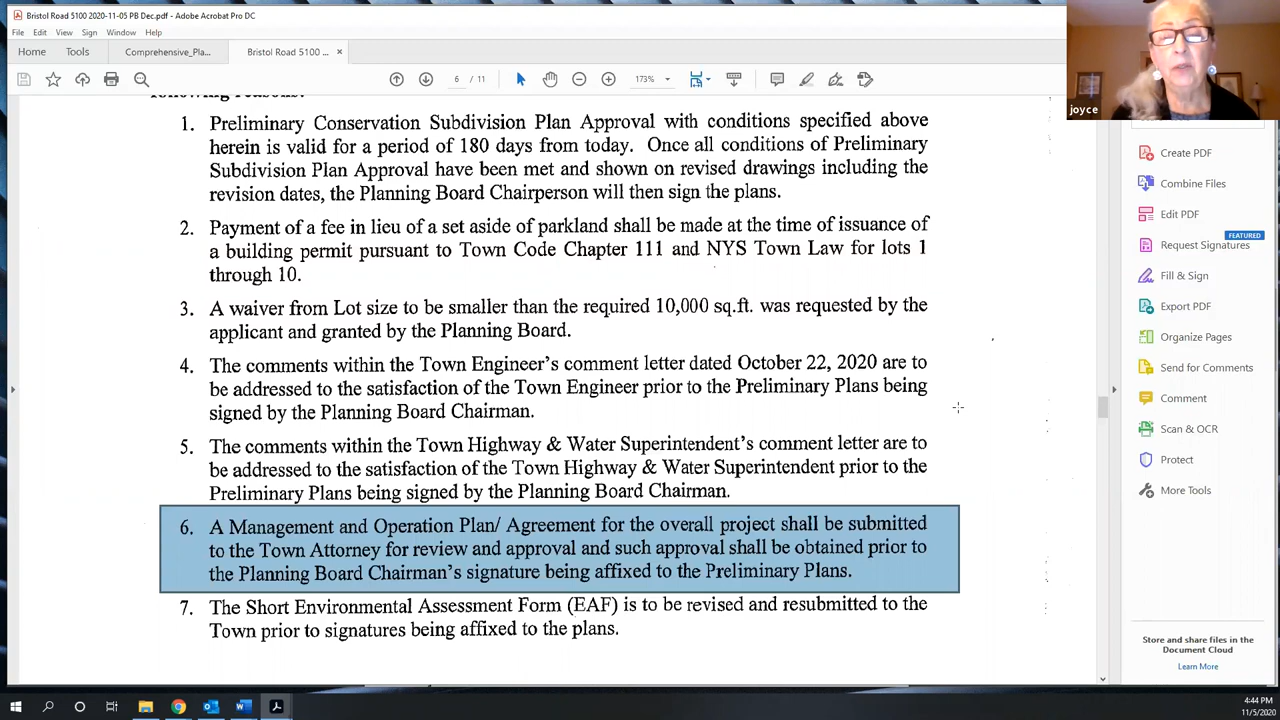 Bristol Road 5100 2020-11-05 PB Dec.pdf - Adobe Acrobat Pro DC
File Edit View Sign Window Help
Home Tools Comprehensive_Pla... Bristol Road 5100 ... ×
6 / 11 173%
joyce
following reasons:
1. Preliminary Conservation Subdivision Plan Approval with conditions specified above
herein is valid for a period of 180 days from today. Once all conditions of Preliminary
Subdivision Plan Approval have been met and shown on revised drawings including the
revision dates, the Planning Board Chairperson will then sign the plans.
2. Payment of a fee in lieu of a set aside of parkland shall be made at the time of issuance of
a building permit pursuant to Town Code Chapter 111 and NYS Town Law for lots 1
through 10.
3. A waiver from Lot size to be smaller than the required 10,000 sq.ft. was requested by the
applicant and granted by the Planning Board.
4. The comments within the Town Engineer's comment letter dated October 22, 2020 are to
be addressed to the satisfaction of the Town Engineer prior to the Preliminary Plans being
signed by the Planning Board Chairman.
5. The comments within the Town Highway & Water Superintendent's comment letter are to
be addressed to the satisfaction of the Town Highway & Water Superintendent prior to the
Preliminary Plans being signed by the Planning Board Chairman.
6. A Management and Operation Plan/ Agreement for the overall project shall be submitted
to the Town Attorney for review and approval and such approval shall be obtained prior to
the Planning Board Chairman's signature being affixed to the Preliminary Plans.
7. The Short Environmental Assessment Form (EAF) is to be revised and resubmitted to the
Town prior to signatures being affixed to the plans.
Create PDF
Combine Files
Edit PDF
FEATURED
Request Signatures
Fill & Sign
Export PDF
Organize Pages
Send for Comments
Comment
Scan & OCR
Protect
More Tools
Store and share files in the
Document Cloud
Learn More
4:44 PM
11/5/2020